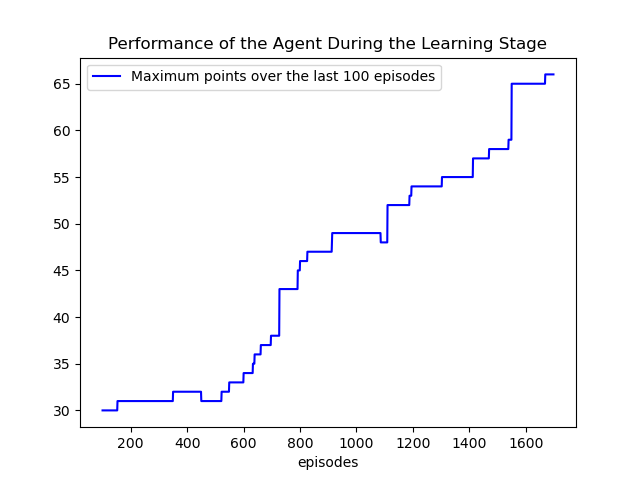 Performance of the Agent During the Learning Stage
Maximum points over the last 100 episodes
65
60
55
50
45
40
35
30
200 400 600 800 1000 1200 1400 1600
episodes